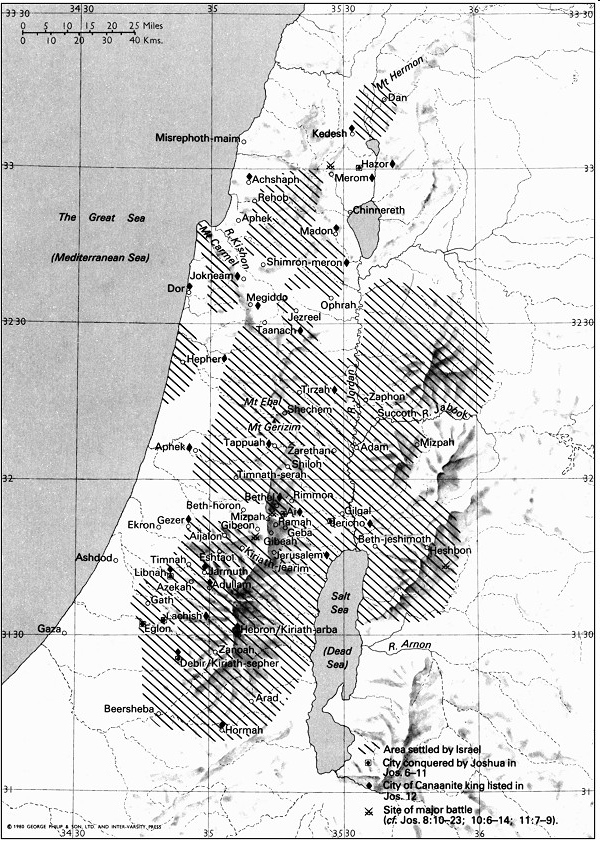 33 30
35
35 30
36
33 30
0 5 10 15 20 25 Miles
0 10 20 30 40 Kms.
Mt Hermon
Dan
Misrephoth-maim
Kedesh
33
Hazor
33
Achshaph
Merom
Rehob
Chinnereth
Aphek
The Great Sea
R. Kishon
Madon
Mt Carmel
(Mediterranean Sea)
Shimron-meron
Jokneam
Dor
Megiddo
Ophrah
Jezreel
32 30
Taanach
32 30
Hepher
R. Jordan
Tirzah
Zaphon
Mt Ebal
Shechem
Succoth
R. Jabbok
Mt Gerizim
Tappuah
Mizpah
Aphek
Zarethan
Adam
Shiloh
32
Timnath-serah
32
Bethel
Rimmon
Beth-horon
Ai
Gilgal
Mizpah
Gezer
Ramah
Jericho
Ekron
Gibeon
Geba
Aijalon
Gibeah
Beth-jeshimoth
Ashdod
Eshtaol
Kiriath-jearim
Heshbon
Timnah
Jerusalem
Libnah
Jarmuth
Azekah
Adullam
Gath
Salt
Sea
Lachish
Gaza
Eglon
Hebron/Kiriath-arba
31 30
31 30
(Dead
Sea)
R. Arnon
Zanoah
Debir/Kiriath-sepher
Arad
Beersheba
Hormah
Area settled by Israel
City conquered by Joshua in
Jos. 6-11
City of Canaanite king listed in
Jos. 12
31
31
Site of major battle
(cf. Jos. 8:10-23; 10:6-14; 11:7-9).
© 1980 GEORGE PHILIP & SON, LTD. AND INTER-VARSITY PRESS
34 30
35
35 30
36